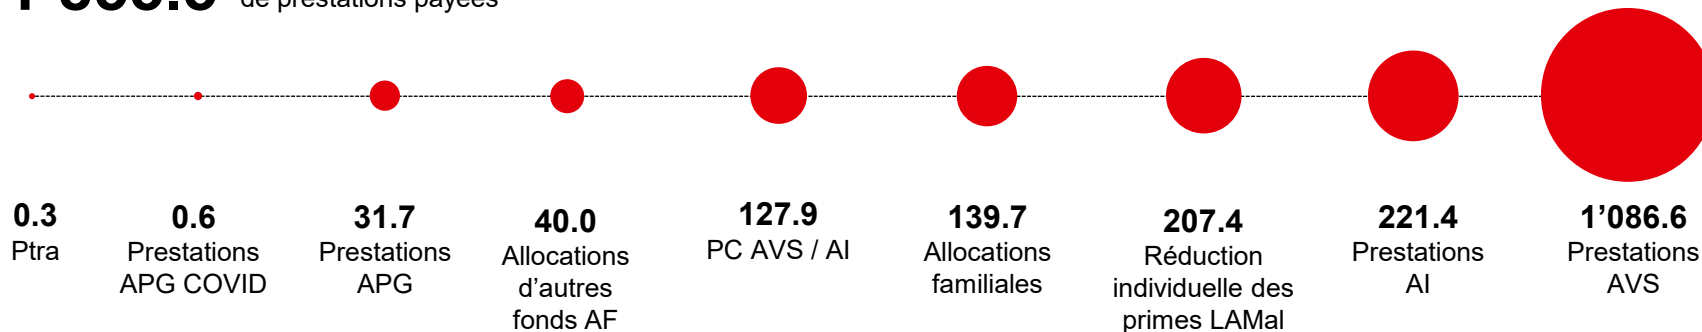 de prestations payées
0.3
Ptra
0.6
Prestations
APG COVID
31.7
Prestations
APG
40.0
Allocations
d’autres
fonds AF
127.9
PC AVS / AI
139.7
Allocations
familiales
207.4
Réduction
individuelle des
primes LAMal
221.4
Prestations
AI
1’086.6
Prestations
AVS